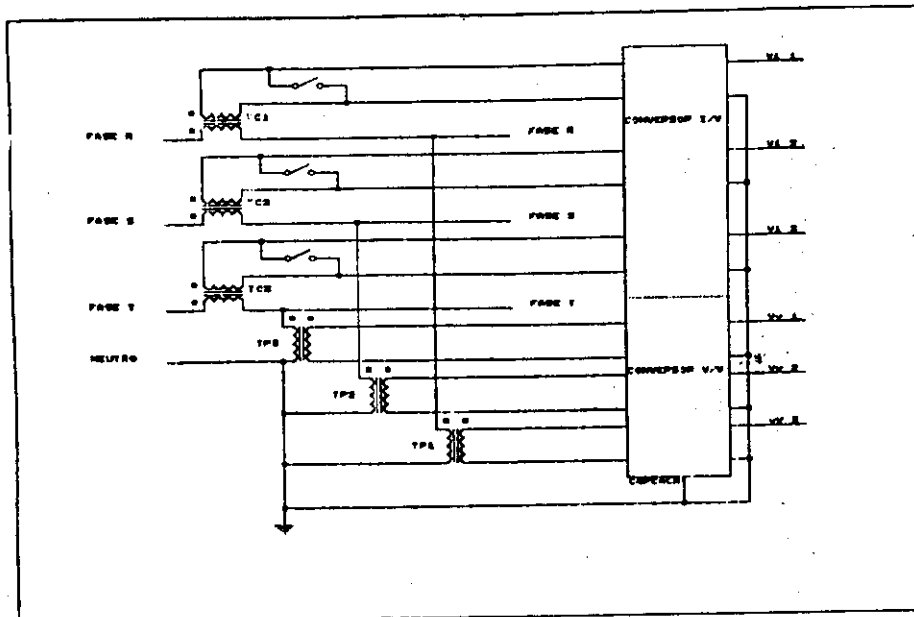 VI 1
TC1
FASE R
FASE R
CONVERSOR I/V
VI 2
TC2
FASE S
FASE S
VI 3
TC3
FASE T
FASE T
VV 1
TP3
NEUTRO
CONVERSOR V/V
VV 2
TP2
VV 3
TP1